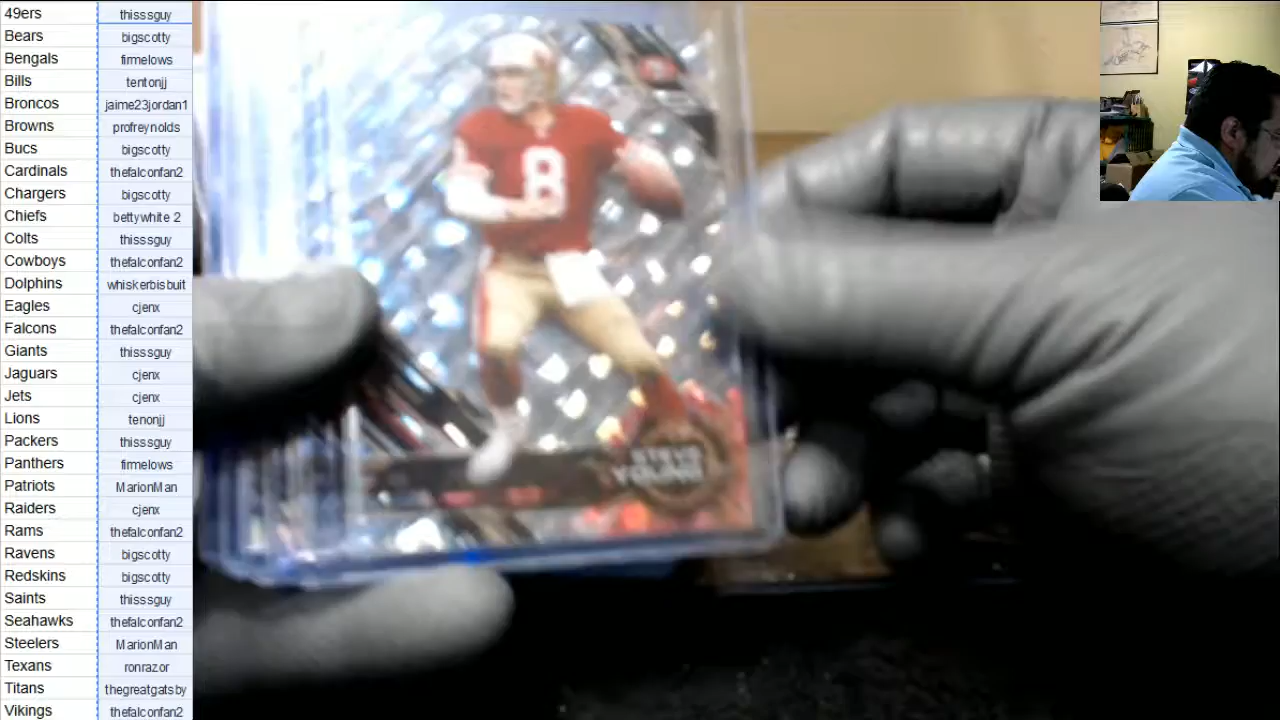 49ers thisssguy
Bears bigscotty
Bengals firmelows
Bills tentonjj
Broncos jaime23jordan1
Browns profreynolds
Bucs bigscotty
Cardinals thefalconfan2
Chargers bigscotty
Chiefs bettywhite 2
Colts thisssguy
Cowboys thefalconfan2
Dolphins whiskerbisbuit
Eagles cjenx
Falcons thefalconfan2
Giants thisssguy
Jaguars cjenx
Jets cjenx
Lions tenonjj
Packers thisssguy
Panthers firmelows
Patriots MarionMan
Raiders cjenx
Rams thefalconfan2
Ravens bigscotty
Redskins bigscotty
Saints thisssguy
Seahawks thefalconfan2
Steelers MarionMan
Texans ronrazor
Titans thegreatgatsby
Vikings thefalconfan2
8
STEVE
YOUNG